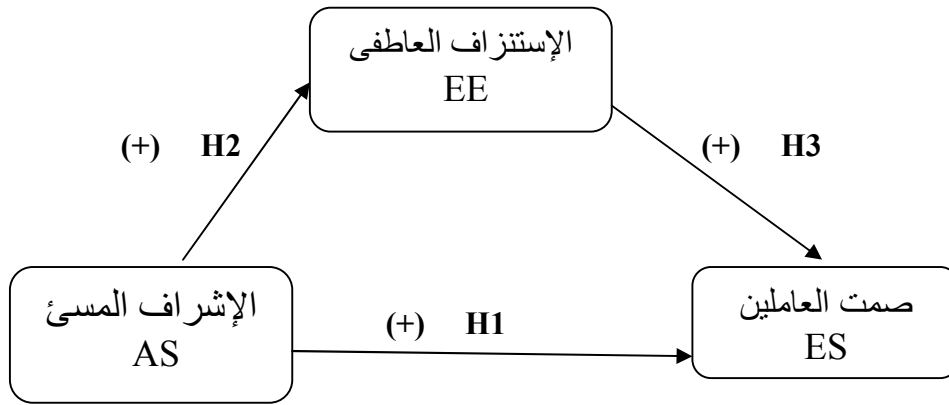 الإستنزاف العاطفى
EE
(+) H2
(+) H3
الإشراف المسئ
AS
(+) H1
صمت العاملين
ES